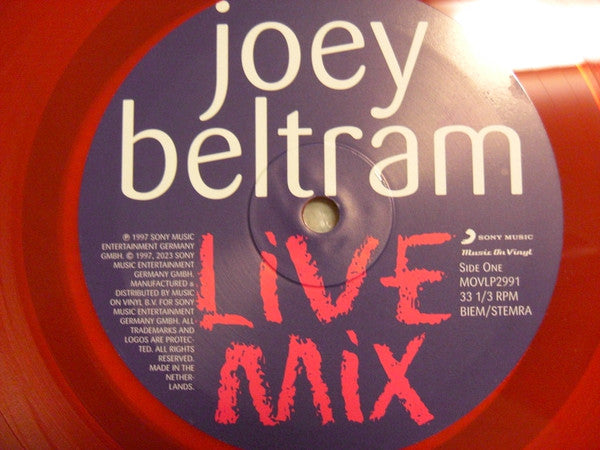 joey
beltram
LiVE
MiX
℗ 1997 SONY MUSIC
ENTERTAINMENT GERMANY
GMBH. © 1997, 2023 SONY
MUSIC ENTERTAINMENT
GERMANY GMBH.
MANUFACTURED &
DISTRIBUTED BY MUSIC
ON VINYL B.V. FOR SONY
MUSIC ENTERTAINMENT
GERMANY GMBH. ALL
TRADEMARKS AND
LOGOS ARE PROTEC-
TED. ALL RIGHTS
RESERVED.
MADE IN THE
NETHER-
LANDS.
SONY MUSIC
Music On Vinyl
SIDE ONE
MOVLP2991
33 1/3 RPM
BIEM/STEMRA